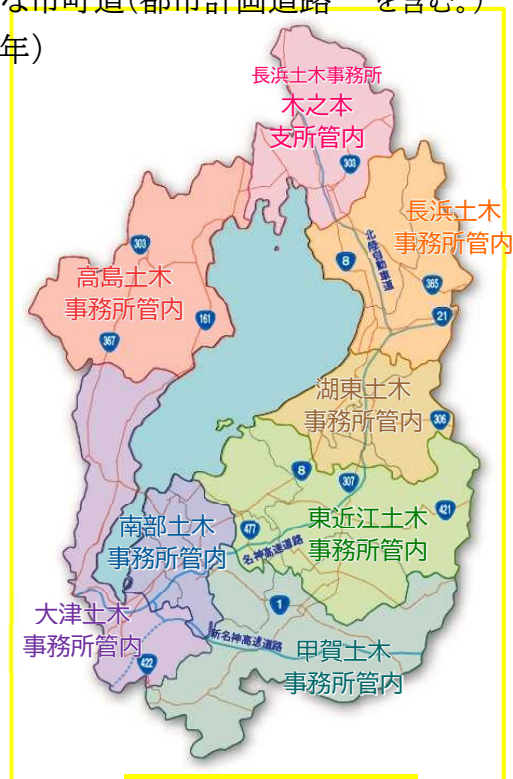 な市町道(都市計画道路 を含む。)
年)
長浜土木事務所
木之本
支所管内
303
長浜土木
事務所管内
303
8
北陸自動車道
365
高島土木
事務所管内
161
21
367
湖東土木
事務所管内
306
8
307
421
南部土木
事務所管内
477
名神高速道路
東近江土木
事務所管内
1
大津土木
事務所管内
新名神高速道路
甲賀土木
事務所管内
422